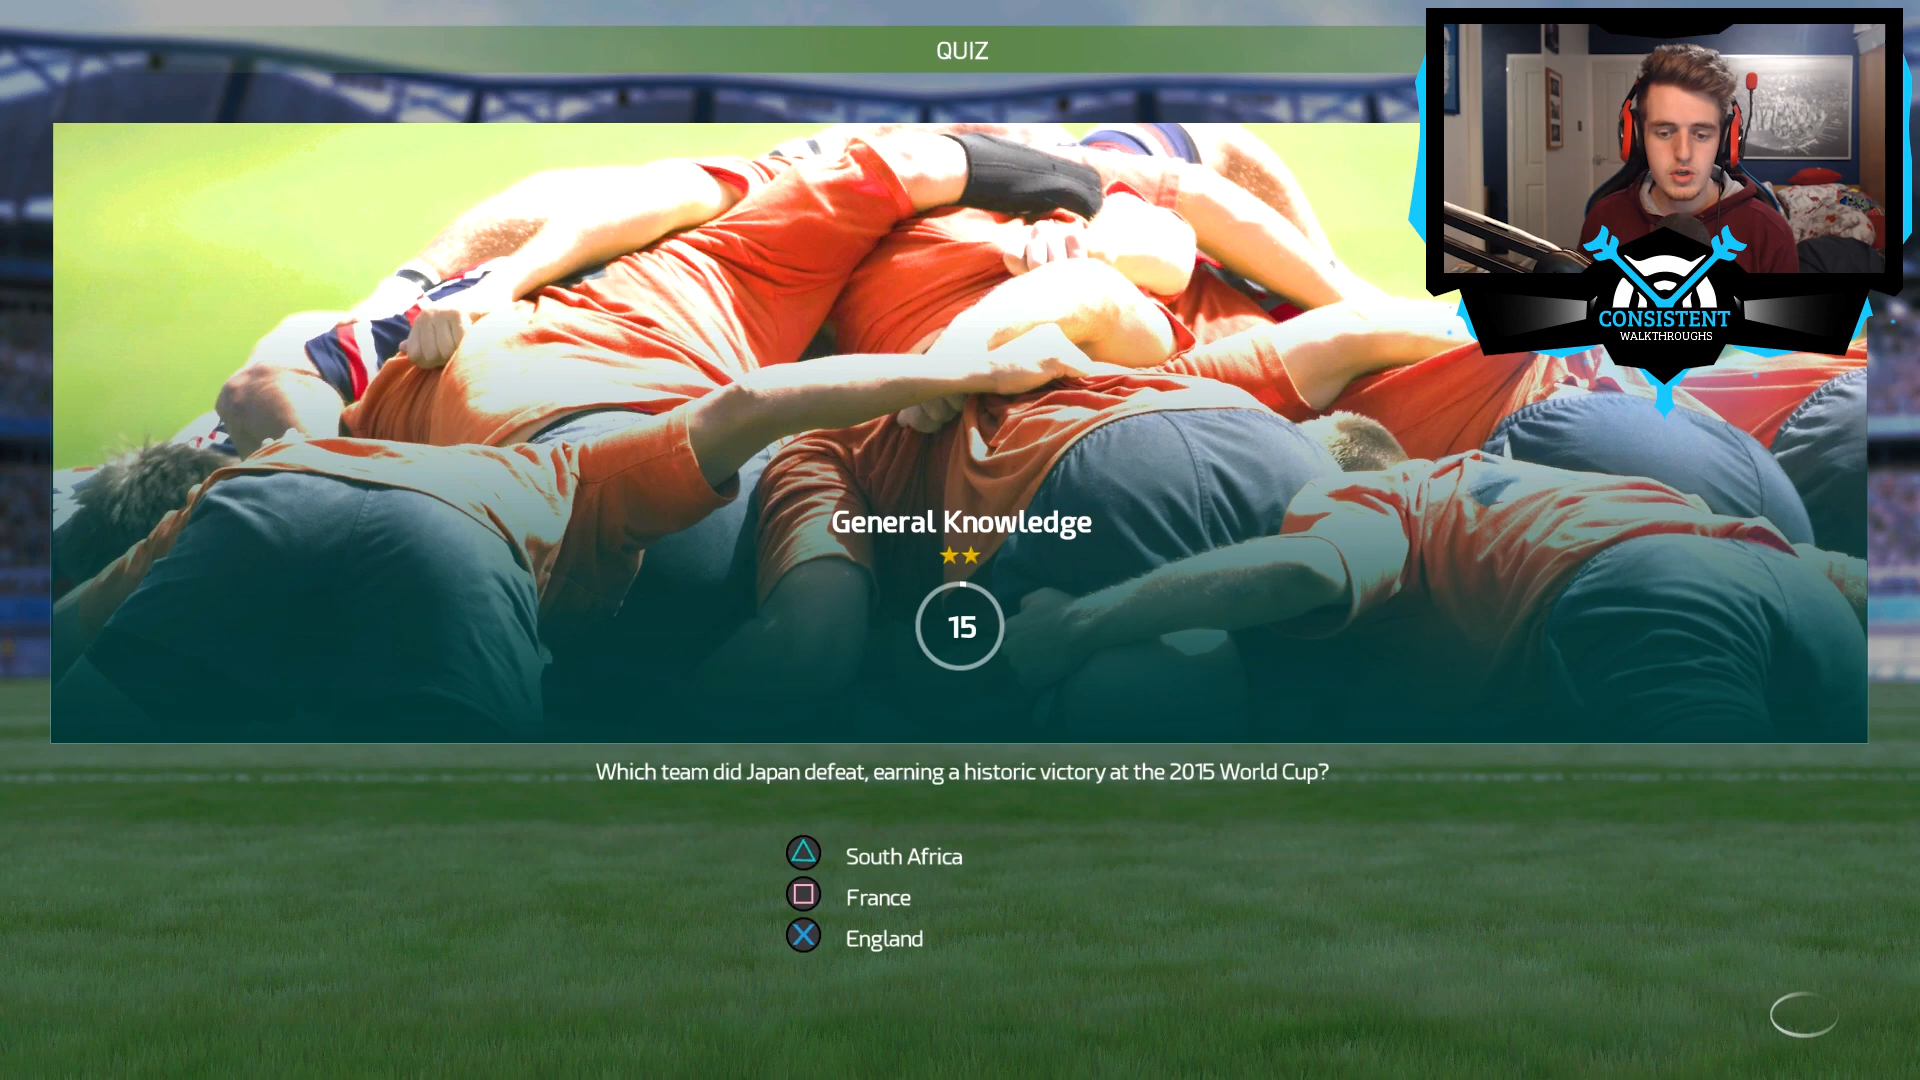 QUIZ
CONSISTENT
WALKTHROUGHS
General Knowledge
15
Which team did Japan defeat, earning a historic victory at the 2015 World Cup?
South Africa
France
England